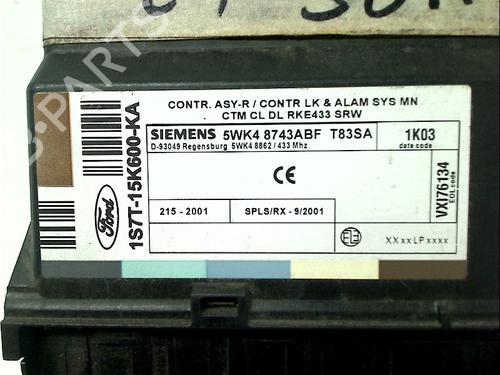 CONTR. ASY-R / CONTR LK & ALAM SYS MN
CTM CL DL RKE433 SRW
SIEMENS 5WK4 8743ABF T83SA
D-93049 Regensburg 5WK4 8862 / 433 Mhz
1K03
date code
CE
VXI76134
EOL code
215 - 2001
SPLS/RX - 9/2001
XXxxLPxxxx
Ford
1S7T-15K600-KA
B-PARTS